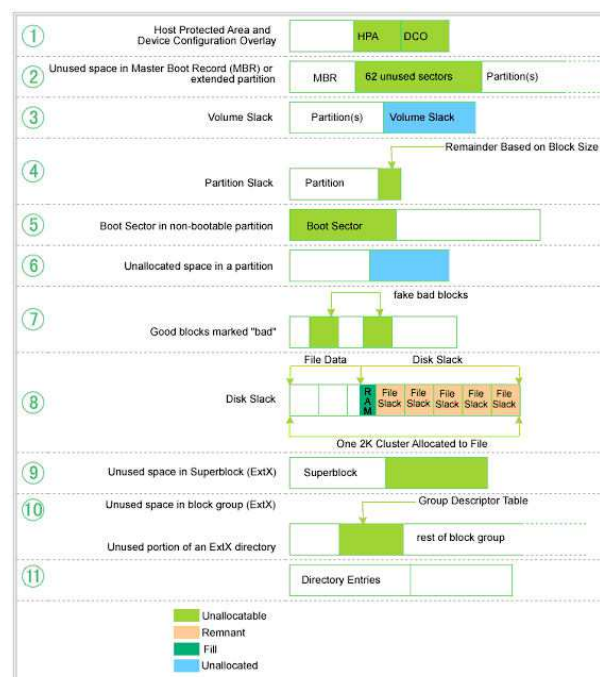 1
Host Protected Area and
Device Configuration Overlay
HPA
DCO
2
Unused space in Master Boot Record (MBR) or
extended partition
MBR
62 unused sectors
Partition(s)
3
Volume Slack
Partition(s)
Volume Slack
Remainder Based on Block Size
4
Partition Slack
Partition
5
Boot Sector in non-bootable partition
Boot Sector
6
Unallocated space in a partition
fake bad blocks
7
Good blocks marked "bad"
File Data
Disk Slack
8
Disk Slack
RAM
File Slack
File Slack
File Slack
File Slack
File Slack
One 2K Cluster Allocated to File
9
Unused space in Superblock (ExtX)
Superblock
10
Unused space in block group (ExtX)
Group Descriptor Table
Unused portion of an ExtX directory
rest of block group
11
Directory Entries
Unallocatable
Remnant
Fill
Unallocated